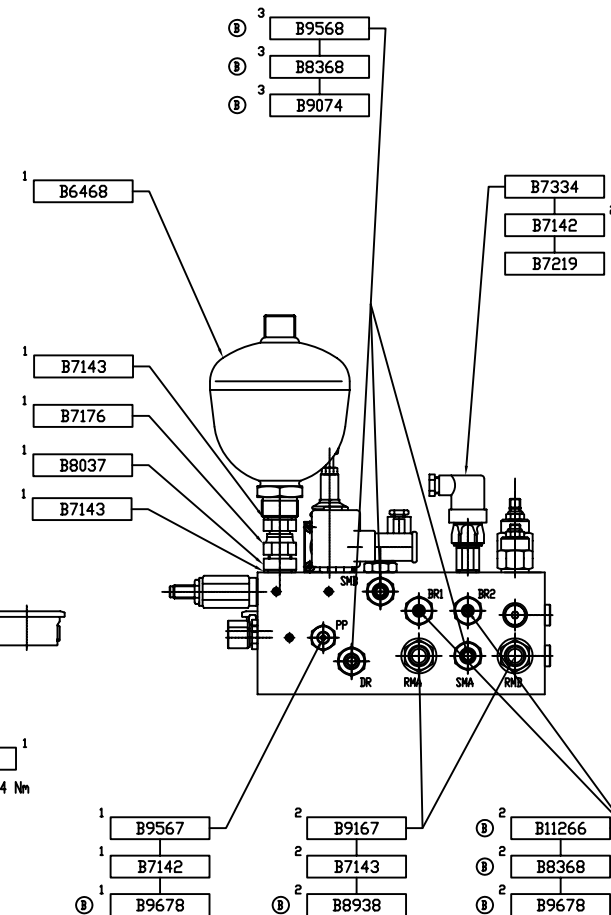 3
Ⓑ B9568
3
Ⓑ B8368
3
Ⓑ B9074
1
B6468
B7334
B7142
B7219
1
B7143
1
B7176
1
B8037
1
B7143
SMB
BR1
BR2
PP
DR
RMA
SMA
RMB
1
4 Nm
1
B9567
1
B7142
1
Ⓑ B9678
2
B9167
2
B7143
2
Ⓑ B8938
2
Ⓑ B11266
2
Ⓑ B8368
2
Ⓑ B9678